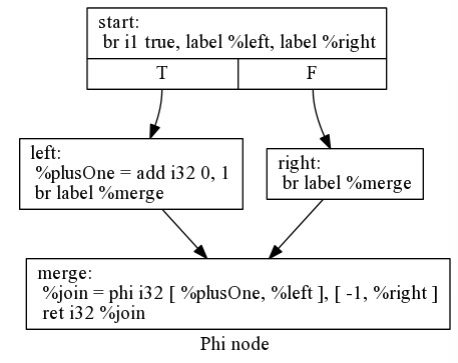 start:
br i1 true, label %left, label %right
T
F
left:
%plusOne = add i32 0, 1
br label %merge
right:
br label %merge
merge:
%join = phi i32 [ %plusOne, %left ], [ -1, %right ]
ret i32 %join
Phi node